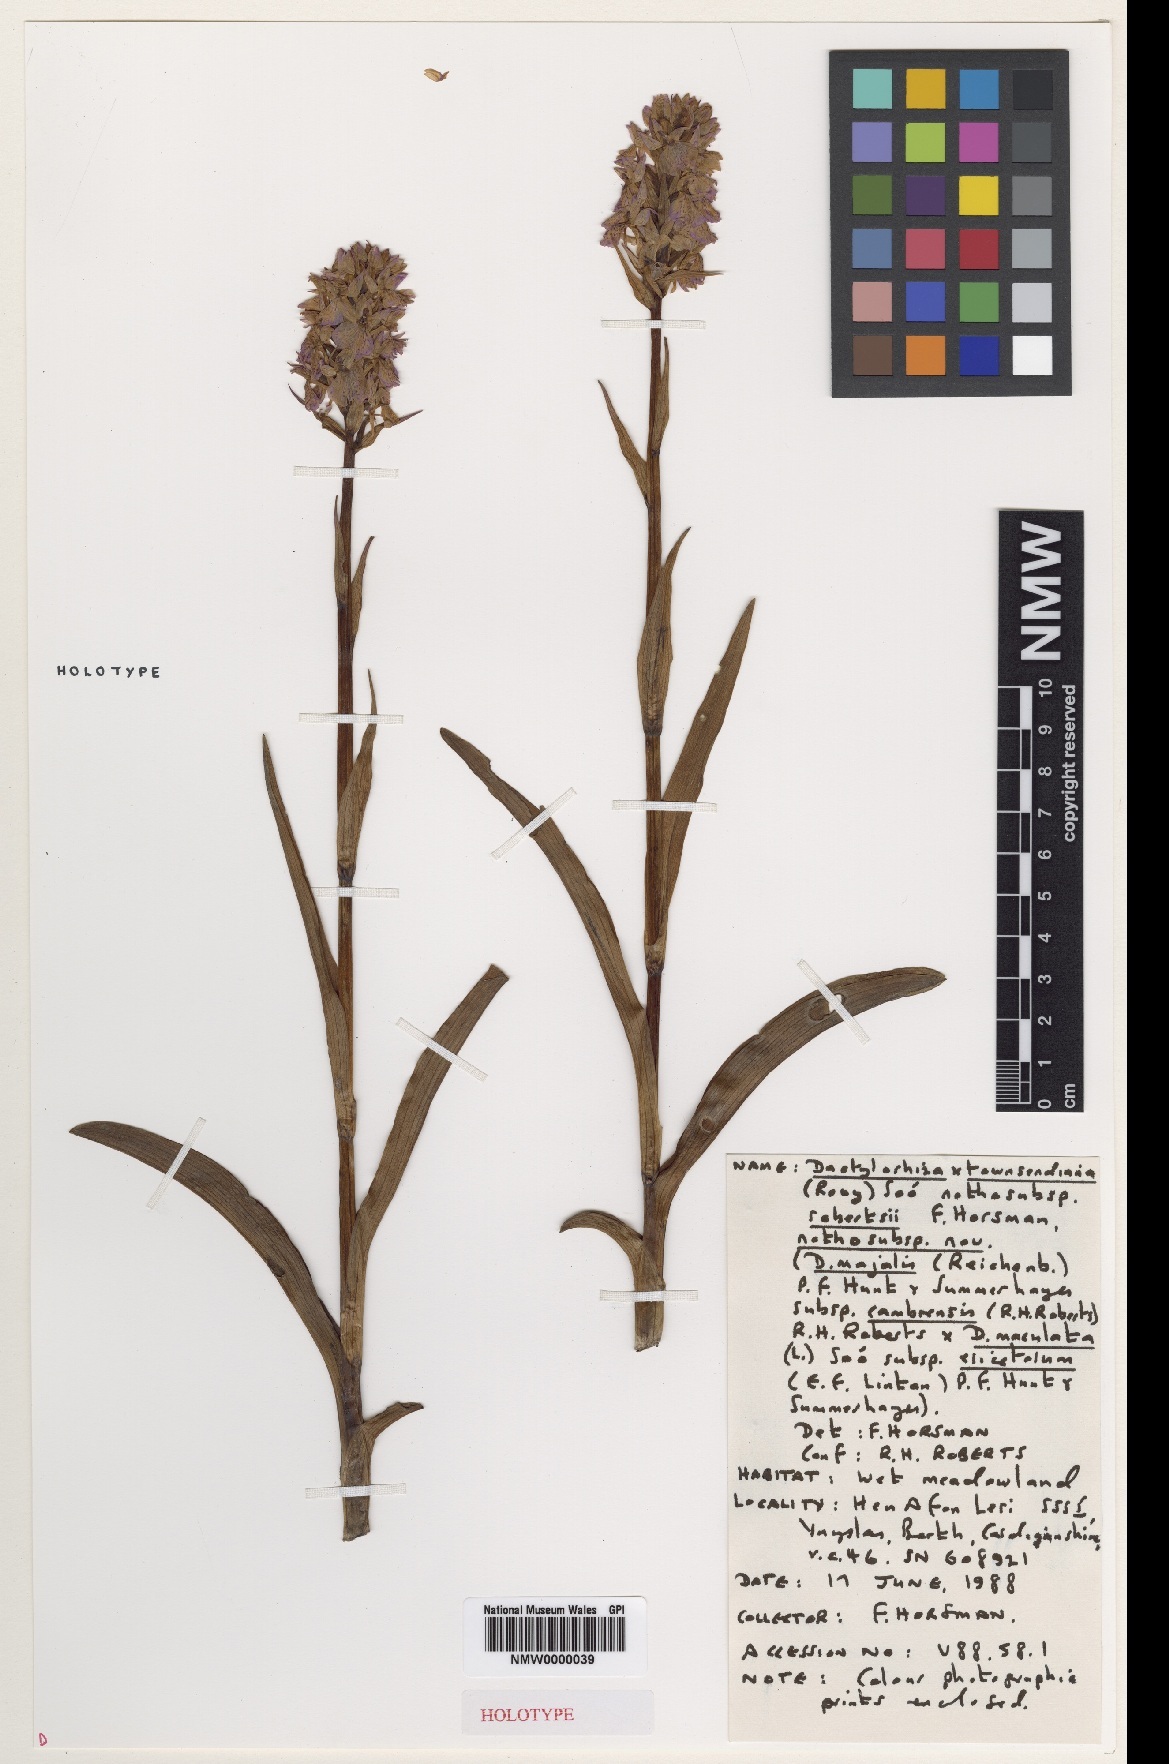 HOLOTYPE
NMW
copyright reserved
10
9
8
7
6
5
4
3
2
1
0
cm
NAME: Dactylorhiza x townsendiana
(Rouy) Soó nothosubsp.
robertsii F. Horsman,
nothosubsp. nov.
(D. majalis (Reichenb.)
P. F. Hunt & Summerhayes
subsp. cambrensis (R.H. Roberts)
R.H. Roberts x D. maculata
(L.) Soó subsp. ericetorum
(E.F. Linton) P.F. Hunt &
Summerhayes).
Det : F. HORSMAN
Conf : R.H. ROBERTS
HABITAT: Wet meadowland
LOCALITY: Hen Afon Leri SSSI,
Ynyslas, Borth, Cardiganshire,
v.c. 46. SN 608921
DATE: 17 JUNE, 1988
COLLECTOR: F. HORSMAN.
ACCESSION No: V88.58.1
NOTE: Colour photographic
prints enclosed.
National Museum Wales GPI
NMW0000039
HOLOTYPE
D